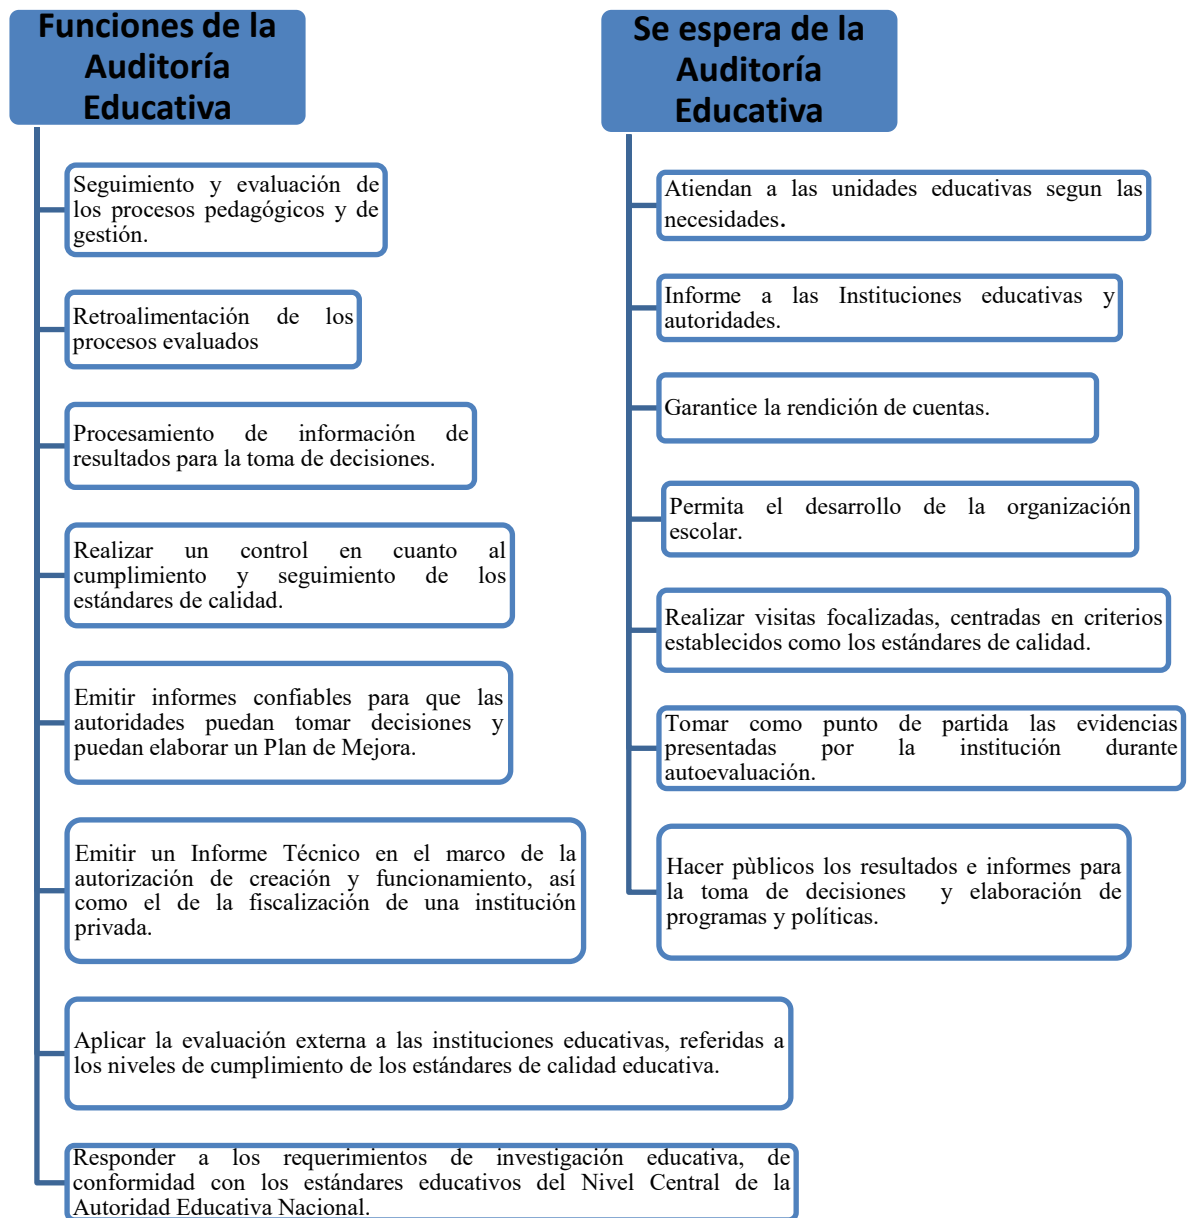 Funciones de la
Auditoría
Educativa
Seguimiento y evaluación de
los procesos pedagógicos y de
gestión.
Retroalimentación de los
procesos evaluados
Procesamiento de información de
resultados para la toma de decisiones.
Realizar un control en cuanto al
cumplimiento y seguimiento de los
estándares de calidad.
Emitir informes confiables para que las
autoridades puedan tomar decisiones y
puedan elaborar un Plan de Mejora.
Emitir un Informe Técnico en el marco de la
autorización de creación y funcionamiento, así
como el de la fiscalización de una institución
privada.
Aplicar la evaluación externa a las instituciones educativas, referidas a
los niveles de cumplimiento de los estándares de calidad educativa.
Responder a los requerimientos de investigación educativa, de
conformidad con los estándares educativos del Nivel Central de la
Autoridad Educativa Nacional.
Se espera de la
Auditoría
Educativa
Atiendan a las unidades educativas segun las
necesidades.
Informe a las Instituciones educativas y
autoridades.
Garantice la rendición de cuentas.
Permita el desarrollo de la organización
escolar.
Realizar visitas focalizadas, centradas en criterios
establecidos como los estándares de calidad.
Tomar como punto de partida las evidencias
presentadas por la institución durante
autoevaluación.
Hacer pùblicos los resultados e informes para
la toma de decisiones y elaboración de
programas y políticas.